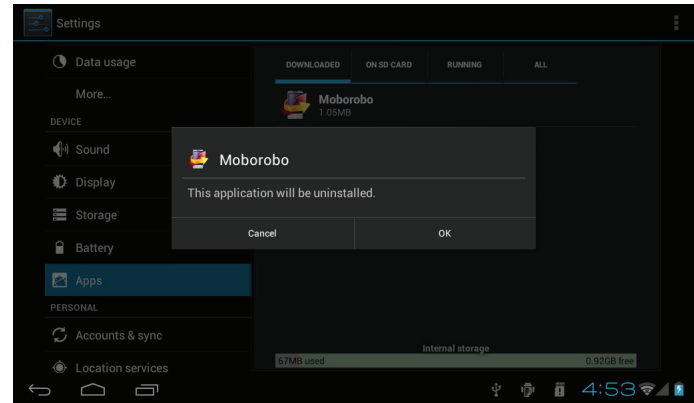 Settings
Data usage
More...
DEVICE
Sound
Display
Storage
Battery
Apps
PERSONAL
Accounts & sync
Location services
DOWNLOADED ON SD CARD RUNNING ALL
Moborobo
1.05MB
Moborobo
This application will be uninstalled.
Cancel OK
Internal storage
67MB used 0.92GB free
4:53